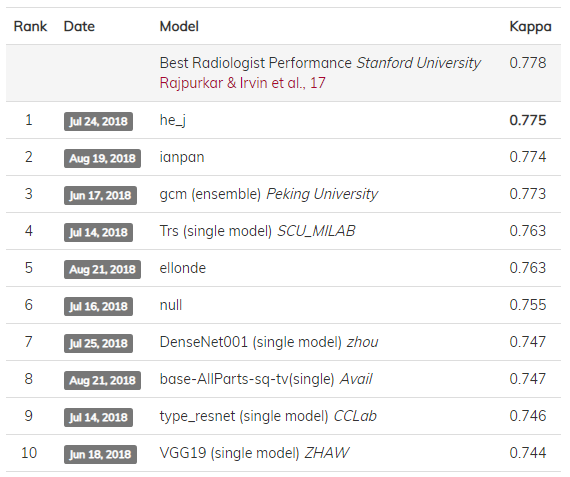 Rank Date Model Kappa
Best Radiologist Performance Stanford University 0.778
Rajpurkar & Irvin et al., 17
1 Jul 24, 2018 he_j 0.775
2 Aug 19, 2018 ianpan 0.774
3 Jun 17, 2018 gcm (ensemble) Peking University 0.773
4 Jul 14, 2018 Trs (single model) SCU_MILAB 0.763
5 Aug 21, 2018 ellonde 0.763
6 Jul 16, 2018 null 0.755
7 Jul 25, 2018 DenseNet001 (single model) zhou 0.747
8 Aug 21, 2018 base-AllParts-sq-tv(single) Avail 0.747
9 Jul 14, 2018 type_resnet (single model) CCLab 0.746
10 Jun 18, 2018 VGG19 (single model) ZHAW 0.744